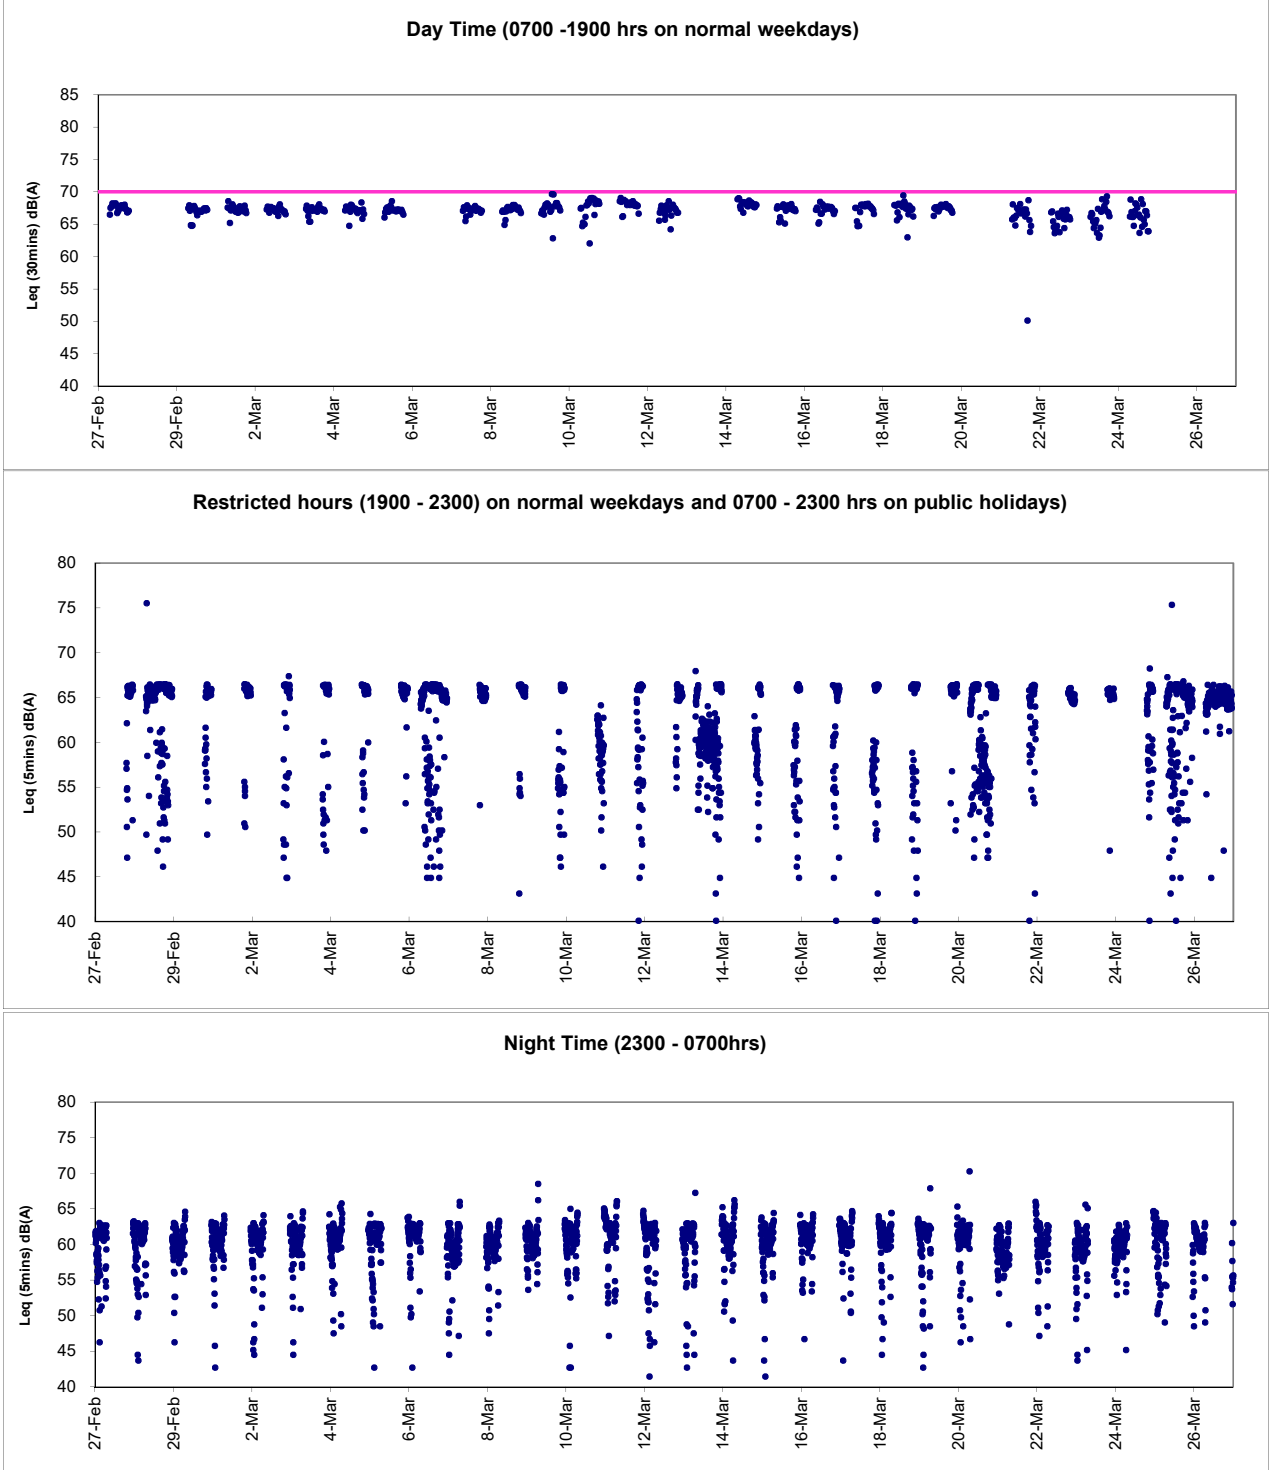 Day Time (0700 -1900 hrs on normal weekdays)
Leq (30mins) dB(A)
85
80
75
70
65
60
55
50
45
40
27-Feb
29-Feb
2-Mar
4-Mar
6-Mar
8-Mar
10-Mar
12-Mar
14-Mar
16-Mar
18-Mar
20-Mar
22-Mar
24-Mar
26-Mar
Restricted hours (1900 - 2300) on normal weekdays and 0700 - 2300 hrs on public holidays)
Leq (5mins) dB(A)
80
75
70
65
60
55
50
45
40
27-Feb
29-Feb
2-Mar
4-Mar
6-Mar
8-Mar
10-Mar
12-Mar
14-Mar
16-Mar
18-Mar
20-Mar
22-Mar
24-Mar
26-Mar
Night Time (2300 - 0700hrs)
Leq (5mins) dB(A)
80
75
70
65
60
55
50
45
40
27-Feb
29-Feb
2-Mar
4-Mar
6-Mar
8-Mar
10-Mar
12-Mar
14-Mar
16-Mar
18-Mar
20-Mar
22-Mar
24-Mar
26-Mar